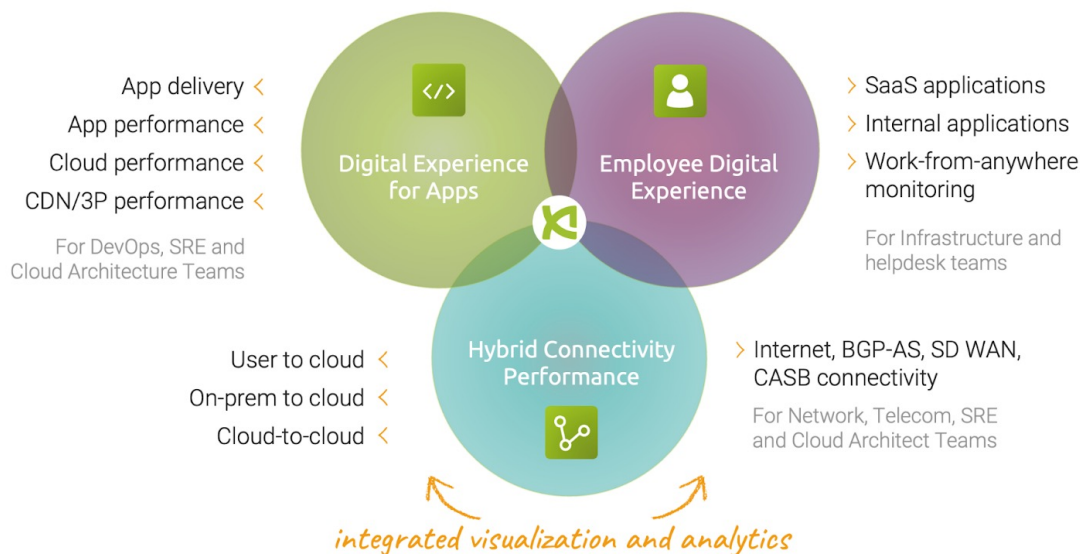 App delivery
App performance
Cloud performance
CDN/3P performance
For DevOps, SRE and
Cloud Architecture Teams
Digital Experience
for Apps
Employee Digital
Experience
SaaS applications
Internal applications
Work-from-anywhere
monitoring
For Infrastructure and
helpdesk teams
User to cloud
On-prem to cloud
Cloud-to-cloud
Hybrid Connectivity
Performance
Internet, BGP-AS, SD WAN,
CASB connectivity
For Network, Telecom, SRE
and Cloud Architect Teams
integrated visualization and analytics